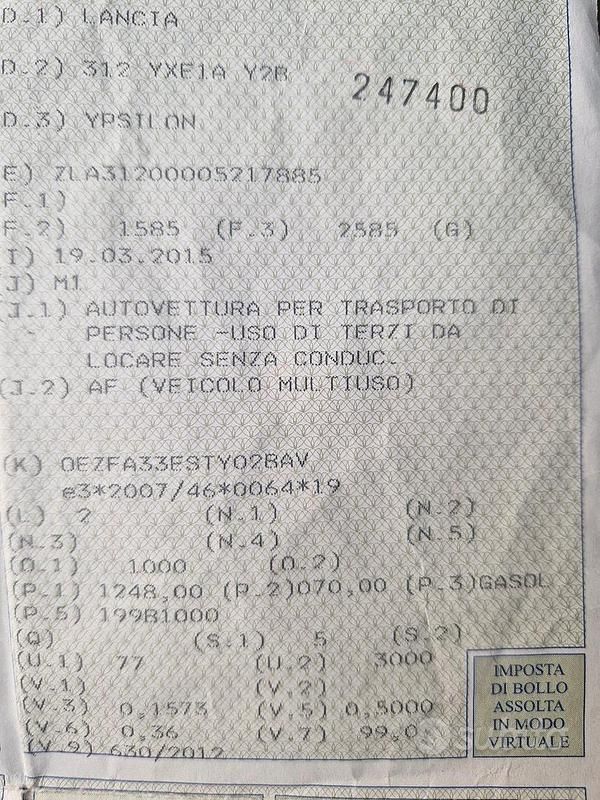 D.1) LANCIA
D.2) 312 YXE1A Y2B
247400
D.3) YPSILON
E) ZLA31200005217885
F.1)
F.2) 1585 (F.3) 2585 (G)
I) 19.03.2015
J) M1
(J.1) AUTOVETTURA PER TRASPORTO DI
- PERSONE -USO DI TERZI DA
LOCARE SENZA CONDUC.
(J.2) AF (VEICOLO MULTIUSO)
(K) OEZFA33ESTY02BAV
e3*2007/46*0064*19
(L) 2 (N.1) (N.2)
(N.3) (N.4) (N.5)
(O.1) 1000 (O.2)
(P.1) 1248,00 (P.2)070,00 (P.3)GASOL
(P.5) 199B1000
(Q) (S.1) 5 (S.2)
(U.1) 77 (U.2) 3000
(V.1) (V.2)
(V.3) 0,1573 (V.5) 0,5000
(V.6) 0,36 (V.7) 99,0
(V.9) 630/2012
IMPOSTA
DI BOLLO
ASSOLTA
IN MODO
VIRTUALE